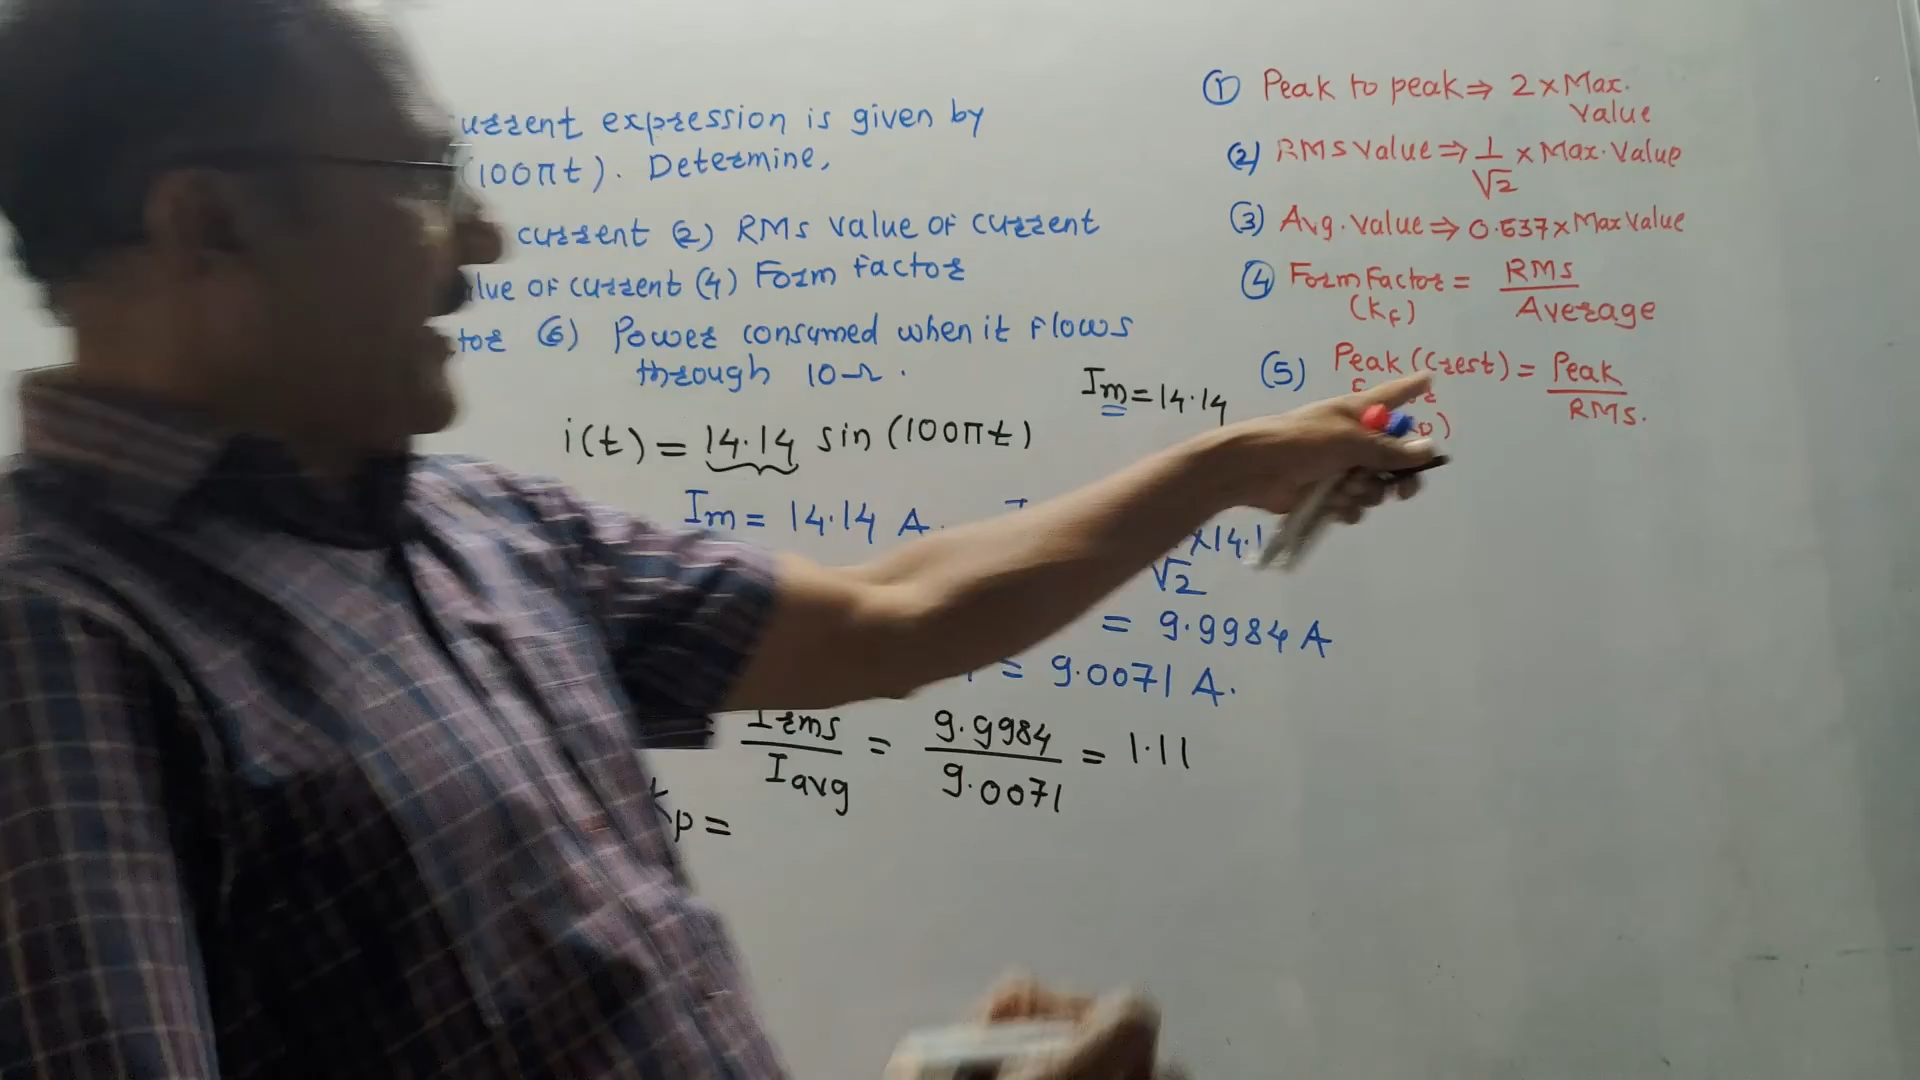 current expression is given by
(100πt). Determine,
current (2) RMS value of current
value of current (4) Form factor
(6) Power consumed when it flows
through 10Ω.
i(t) = 14.14 sin (100πt)
Im = 14.14
Im = 14.14 A.
×14.1
√2
= 9.9984 A
= 9.0071 A.
Irms / Iavg = 9.9984 / 9.0071 = 1.11
Kp =
① Peak to peak ⇒ 2 × Max. Value
(2) RMS Value ⇒ 1/√2 × Max. Value
(3) Avg. Value ⇒ 0.637 × Max Value
④ Form Factor = RMS / Average
(Kf)
(5) Peak (Crest) = Peak / RMS.